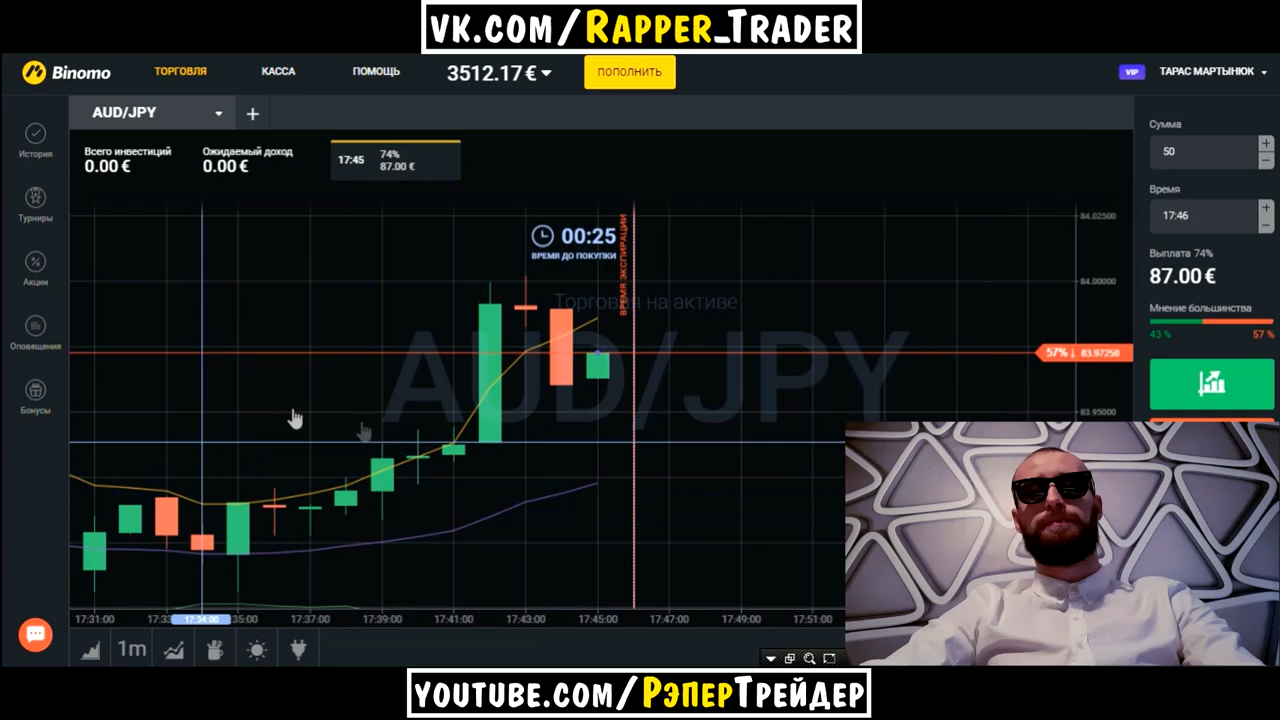 VK.COM/RAPPER_TRADER
Binomo
ТОРГОВЛЯ
КАССА
ПОМОЩЬ
3512.17 €
ПОПОЛНИТЬ
VIP
ТАРАС МАРТЫНЮК
AUD/JPY
+
Всего инвестиций
0.00 €
Ожидаемый доход
0.00 €
17:45
74%
87.00 €
История
Турниры
Акции
Оповещения
Бонусы
00:25
ВРЕМЯ ДО ПОКУПКИ
ВРЕМЯ ЭКСПИРАЦИИ
Торговля на активе
AUD/JPY
84.02500
84.00000
57% ↓ 83.97250
83.95000
Сумма
50
Время
17:46
Выплата 74%
87.00 €
Мнение большинства
43 %
57 %
17:31:00
17:34:00
17:37:00
17:39:00
17:41:00
17:43:00
17:45:00
17:47:00
17:49:00
17:51:00
1m
YOUTUBE.COM/РЭПЕРТРЕЙДЕР